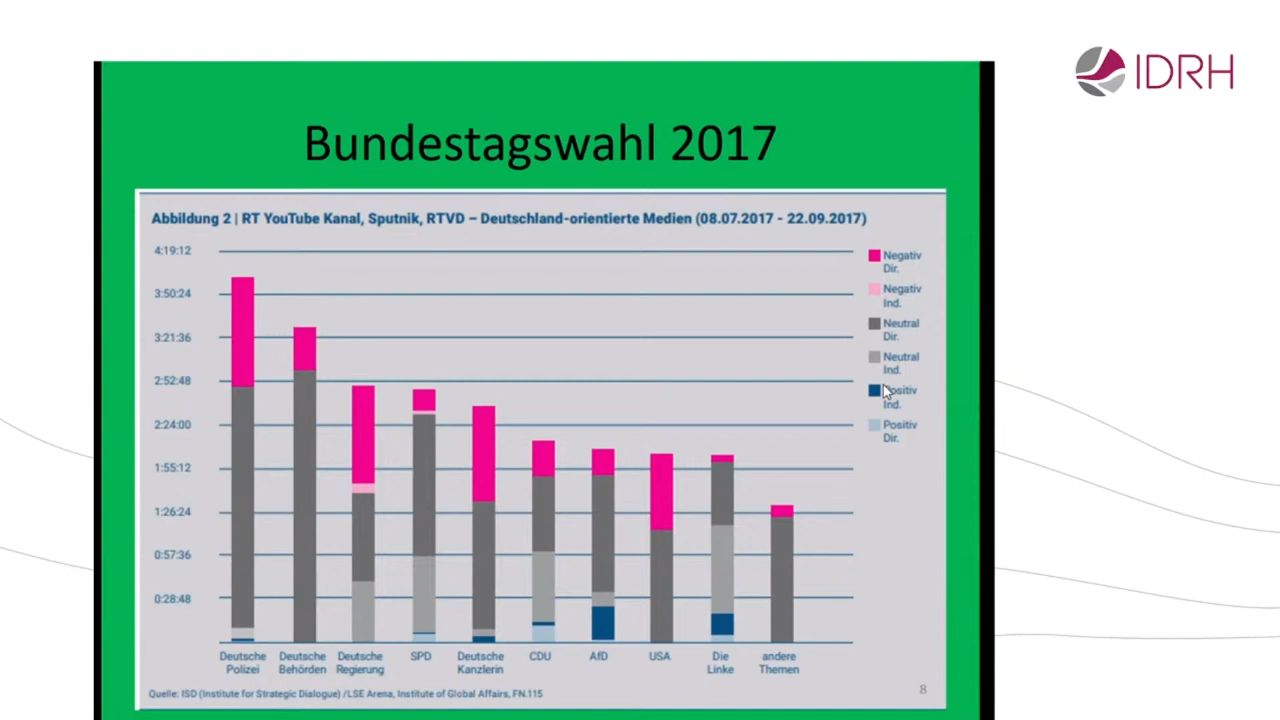 IDRH
Bundestagswahl 2017
Abbildung 2 | RT YouTube Kanal, Sputnik, RTVD – Deutschland-orientierte Medien (08.07.2017 - 22.09.2017)
4:19:12
3:50:24
3:21:36
2:52:48
2:24:00
1:55:12
1:26:24
0:57:36
0:28:48
Negativ
Dir.
Negativ
Ind.
Neutral
Dir.
Neutral
Ind.
Positiv
Ind.
Positiv
Dir.
Deutsche
Polizei
Deutsche
Behörden
Deutsche
Regierung
SPD
Deutsche
Kanzlerin
CDU
AfD
USA
Die
Linke
andere
Themen
Quelle: ISD (Institute for Strategic Dialogue) /LSE Arena, Institute of Global Affairs, FN.115
8